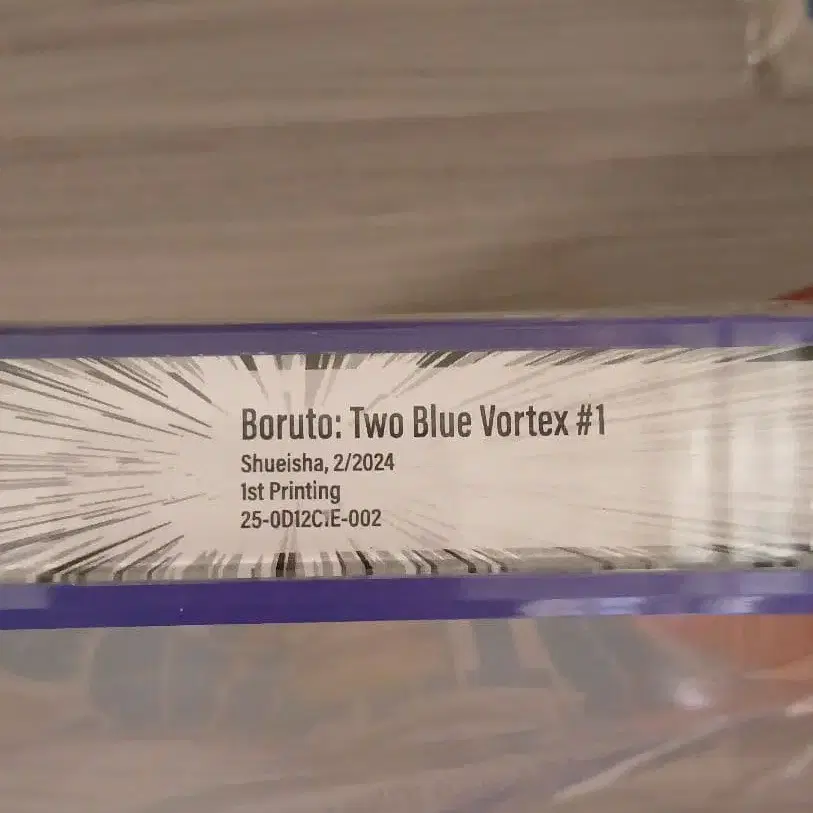 Boruto: Two Blue Vortex #1
Shueisha, 2/2024
1st Printing
25-0D12C1E-002